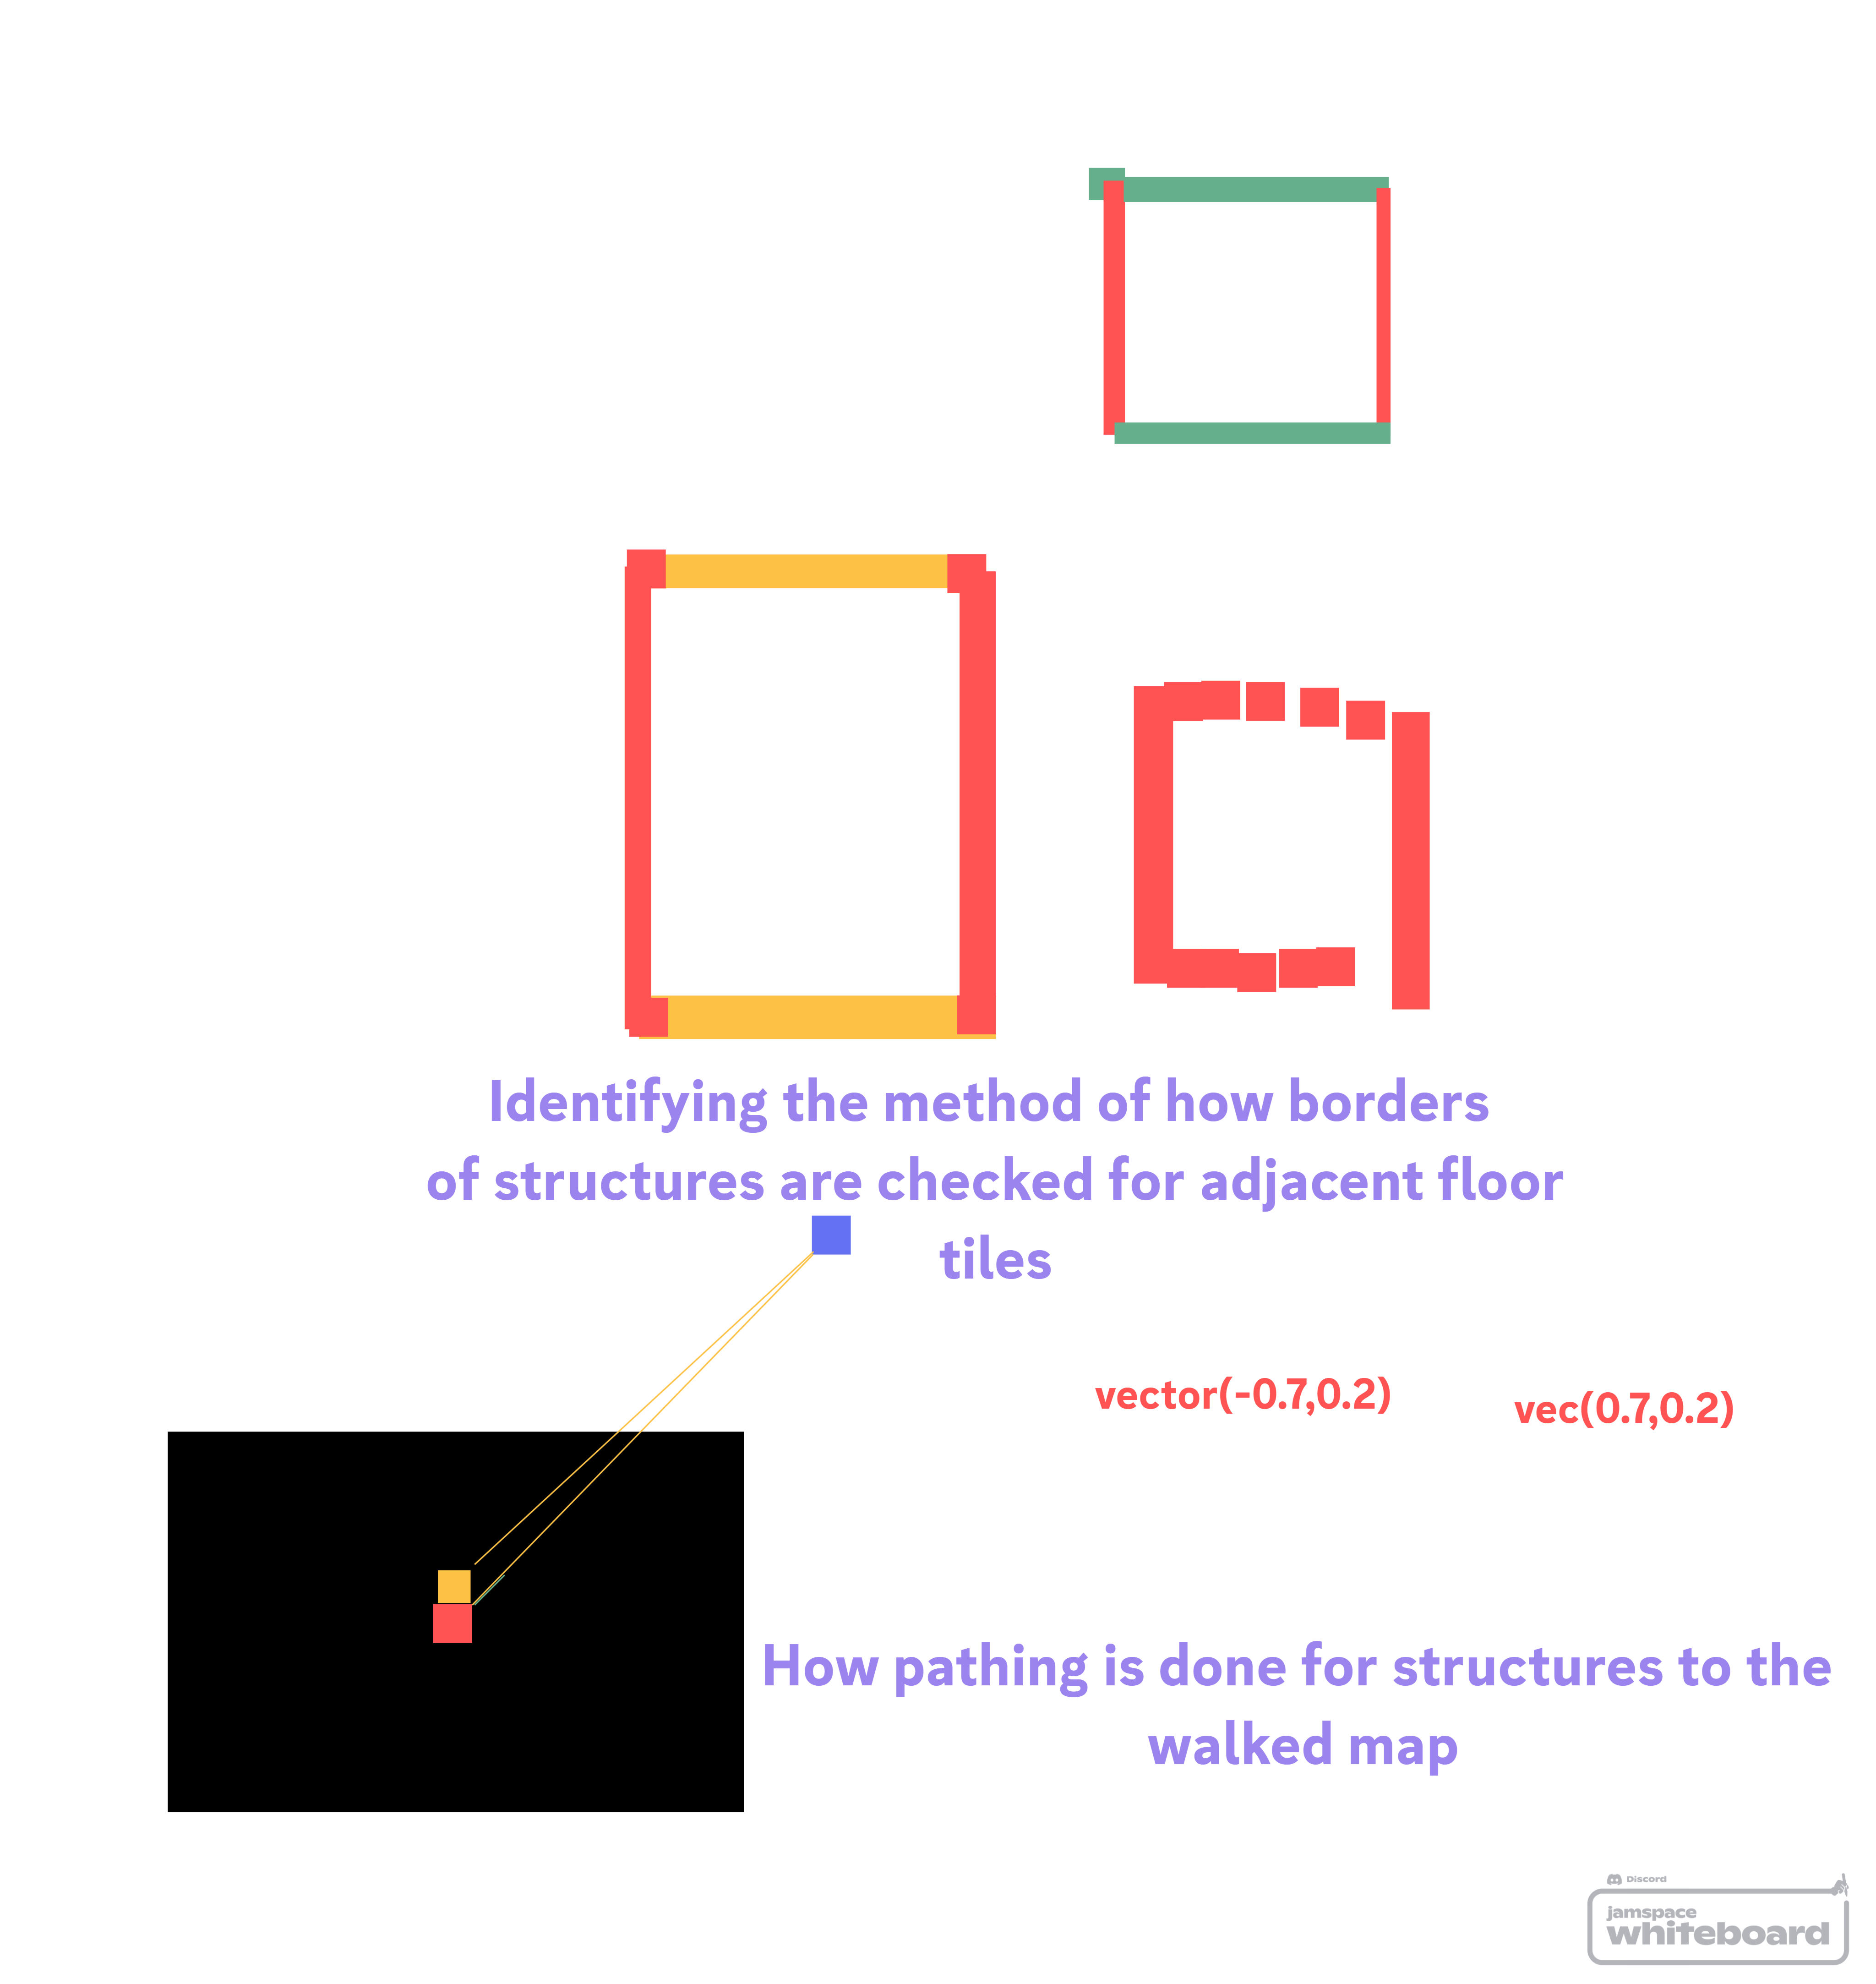 Identifying the method of how borders
of structures are checked for adjacent floor
tiles
vector(-0.7,0.2)
vec(0.7,0.2)
How pathing is done for structures to the
walked map
Discord
jamspace
whiteboard